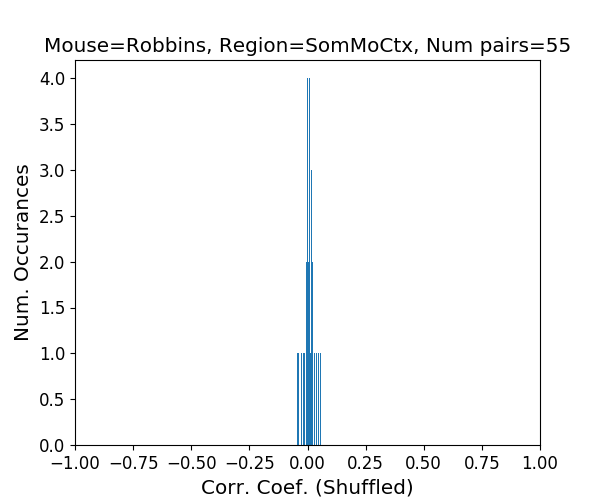 Mouse=Robbins, Region=SomMoCtx, Num pairs=55
4.0
3.5
3.0
2.5
2.0
1.5
1.0
0.5
0.0
Num. Occurances
−1.00 −0.75 −0.50 −0.25 0.00 0.25 0.50 0.75 1.00
Corr. Coef. (Shuffled)